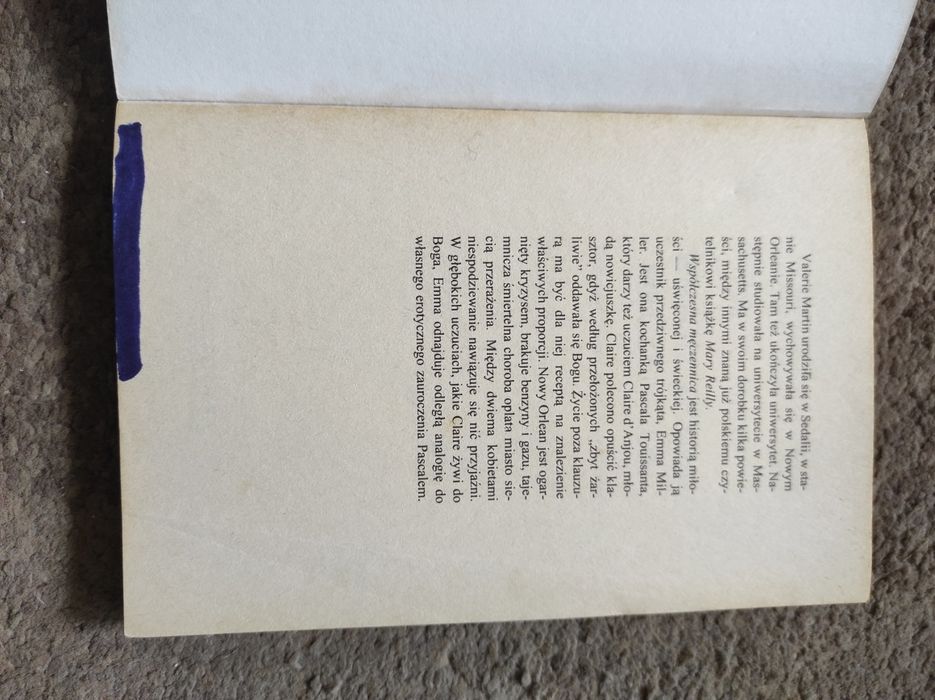 Valerie Martin urodziła się w Sedalii, w sta-
nie Missouri, wychowywała się w Nowym
Orleanie. Tam też ukończyła uniwersytet. Na-
stępnie studiowała na uniwersytecie w Mas-
sachusetts. Ma w swoim dorobku kilka powie-
ści, między innymi znaną już polskiemu czy-
telnikowi książkę Mary Reilly.
Współczesna męczennica jest historią miło-
ści — uświęconej i świeckiej. Opowiada ją
uczestnik przedziwnego trójkąta, Emma Mil-
ler. Jest ona kochanką Pascala Touissanta,
który darzy też uczuciem Claire d'Anjou, mło-
dą nowicjuszkę. Claire polecono opuścić kla-
sztor, gdyż według przełożonych „zbyt żar-
liwie” oddawała się Bogu. Życie poza klauzu-
rą ma być dla niej receptą na znalezienie
właściwych proporcji. Nowy Orlean jest ogar-
nięty kryzysem, brakuje benzyny i gazu, taje-
mnicza śmiertelna choroba oplata miasto sie-
cią przerażenia. Między dwiema kobietami
niespodziewanie nawiązuje się nić przyjaźni.
W głębokich uczuciach, jakie Claire żywi do
Boga, Emma odnajduje odległą analogię do
własnego erotycznego zauroczenia Pascalem.